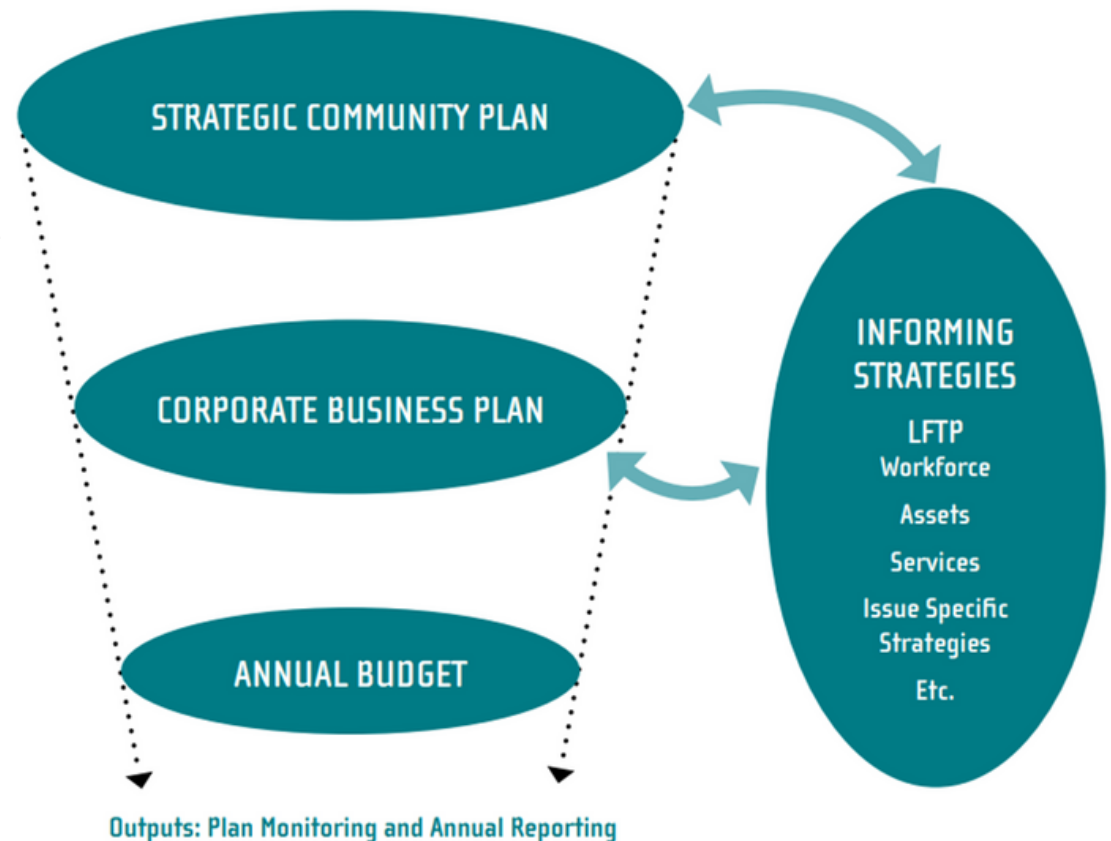 STRATEGIC COMMUNITY PLAN
INFORMING
STRATEGIES
LFTP
Workforce
Assets
Services
Issue Specific
Strategies
Etc.
CORPORATE BUSINESS PLAN
ANNUAL BUDGET
Outputs: Plan Monitoring and Annual Reporting